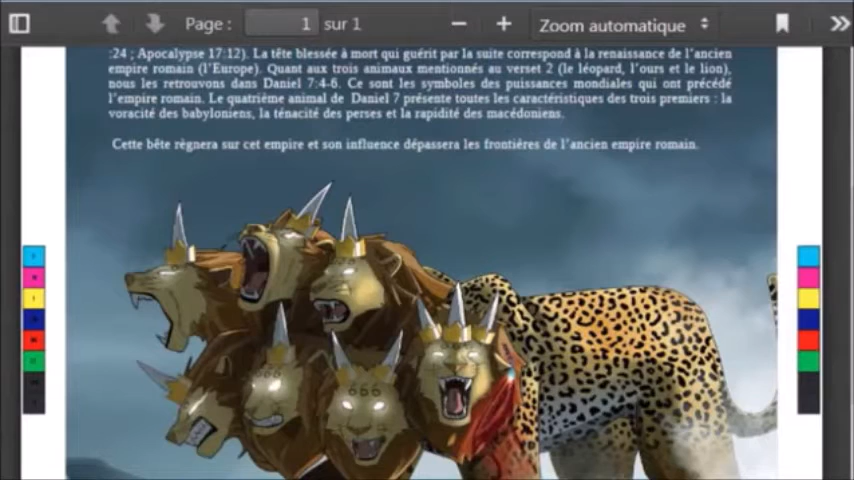 Page :
1
sur 1
Zoom automatique
:24 ; Apocalypse 17:12). La tête blessée à mort qui guérit par la suite correspond à la renaissance de l'ancien
empire romain (l'Europe). Quant aux trois animaux mentionnés au verset 2 (le léopard, l'ours et le lion),
nous les retrouvons dans Daniel 7:4-6. Ce sont les symboles des puissances mondiales qui ont précédé
l'empire romain. Le quatrième animal de Daniel 7 présente toutes les caractéristiques des trois premiers : la
voracité des babyloniens, la ténacité des perses et la rapidité des macédoniens.
Cette bête règnera sur cet empire et son influence dépassera les frontières de l'ancien empire romain.
666
666
666